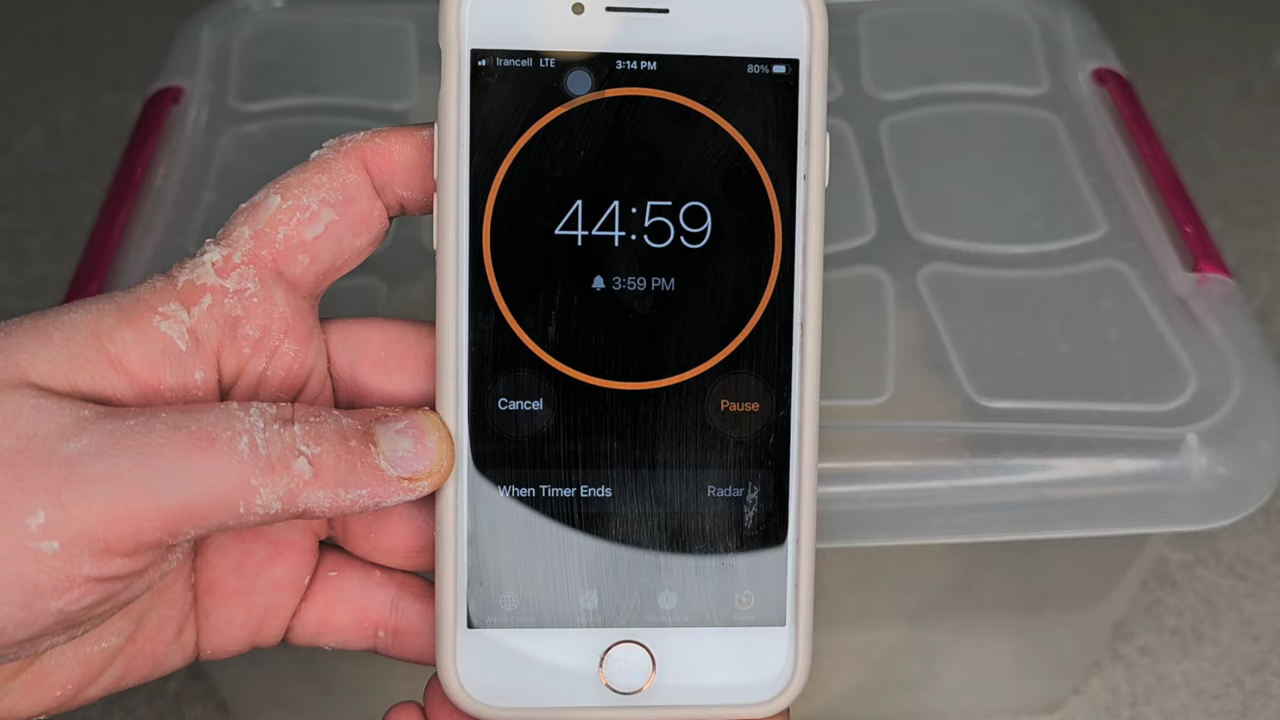 Irancell LTE 3:14 PM 80%
44:59
3:59 PM
Cancel Pause
When Timer Ends Radar